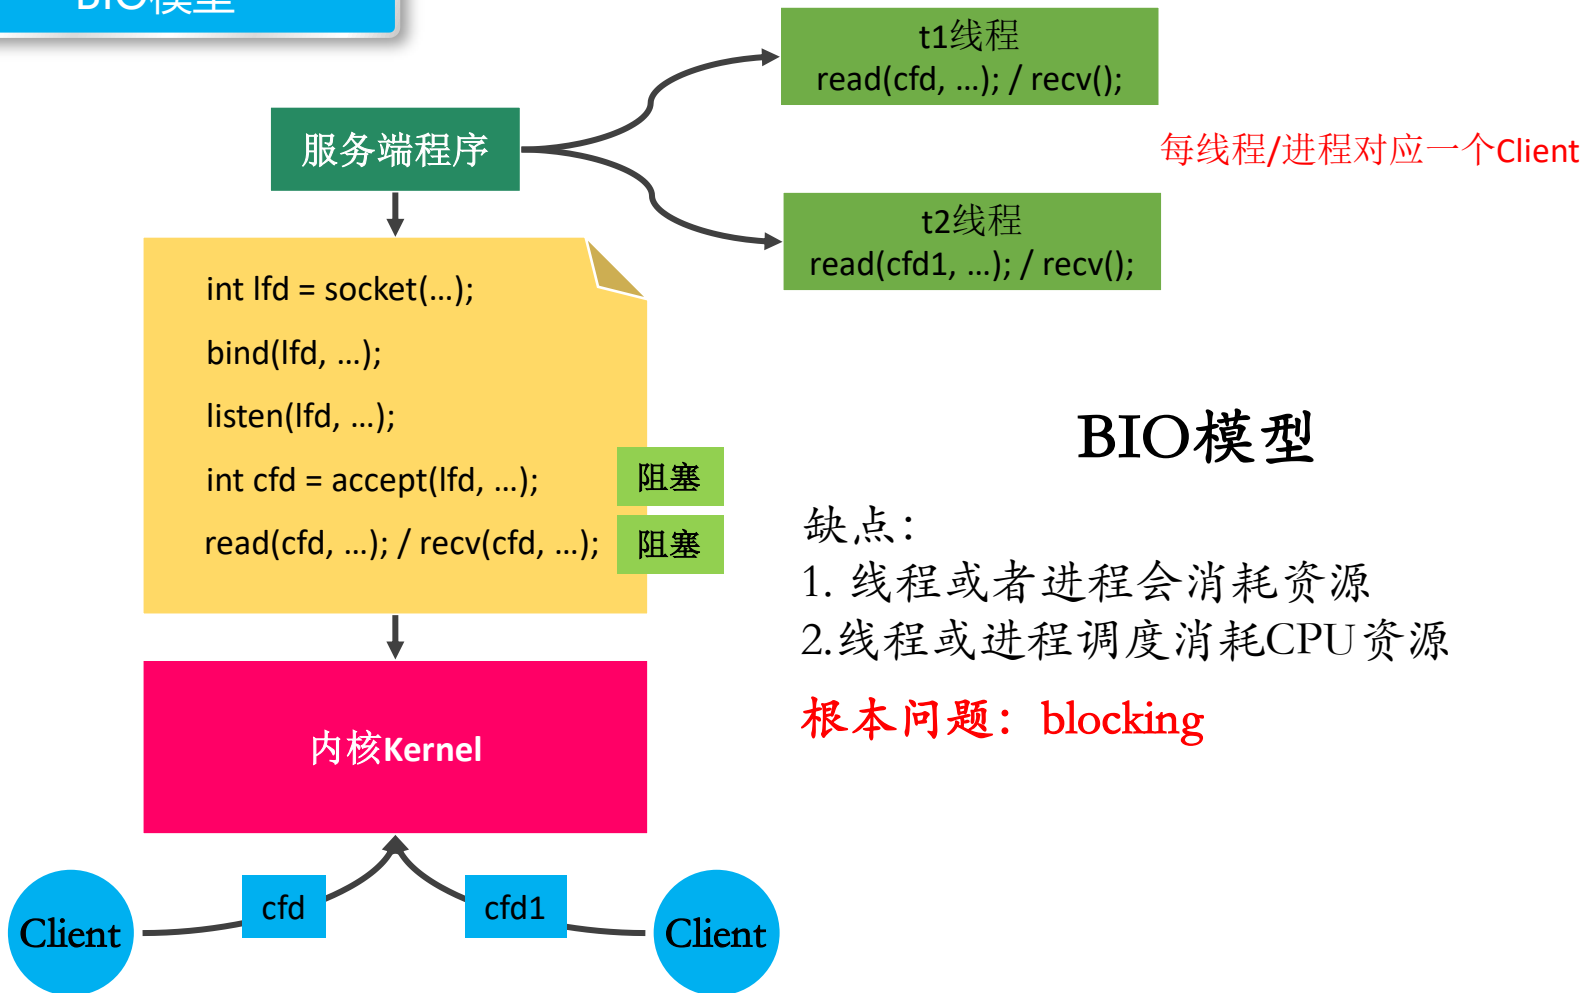 BIO模型
t1线程
read(cfd, …); / recv();
服务端程序
每线程/进程对应一个Client
t2线程
read(cfd1, …); / recv();
int lfd = socket(…);
bind(lfd, …);
listen(lfd, …);
int cfd = accept(lfd, …);
阻塞
read(cfd, …); / recv(cfd, …);
阻塞
BIO模型
缺点：
1. 线程或者进程会消耗资源
2.线程或进程调度消耗CPU资源
根本问题：blocking
内核Kernel
cfd
cfd1
Client
Client